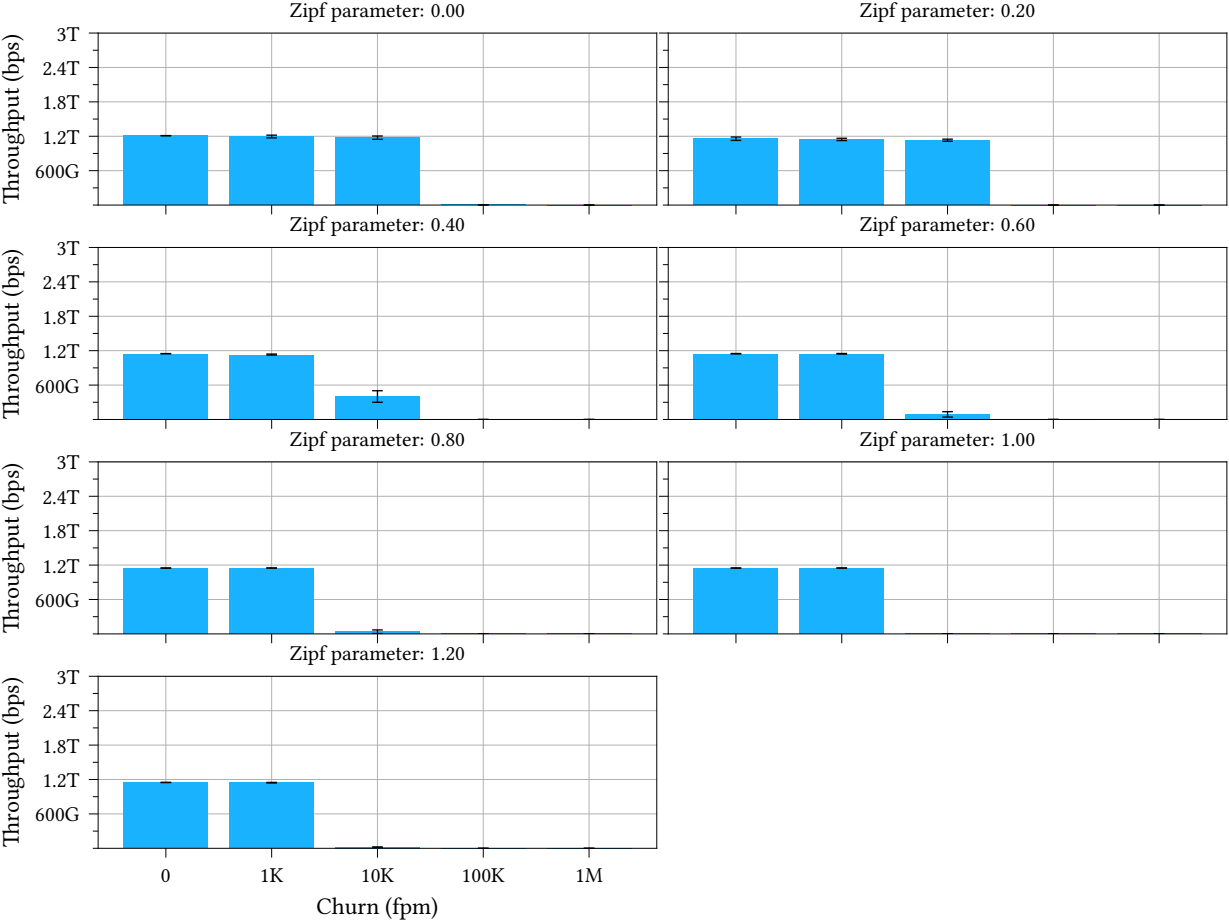 Zipf parameter: 0.00
Zipf parameter: 0.20
Throughput (bps)
3T
2.4T
1.8T
1.2T
600G
Zipf parameter: 0.40
Zipf parameter: 0.60
Throughput (bps)
3T
2.4T
1.8T
1.2T
600G
Zipf parameter: 0.80
Zipf parameter: 1.00
Throughput (bps)
3T
2.4T
1.8T
1.2T
600G
Zipf parameter: 1.20
Throughput (bps)
3T
2.4T
1.8T
1.2T
600G
0 1K 10K 100K 1M
Churn (fpm)